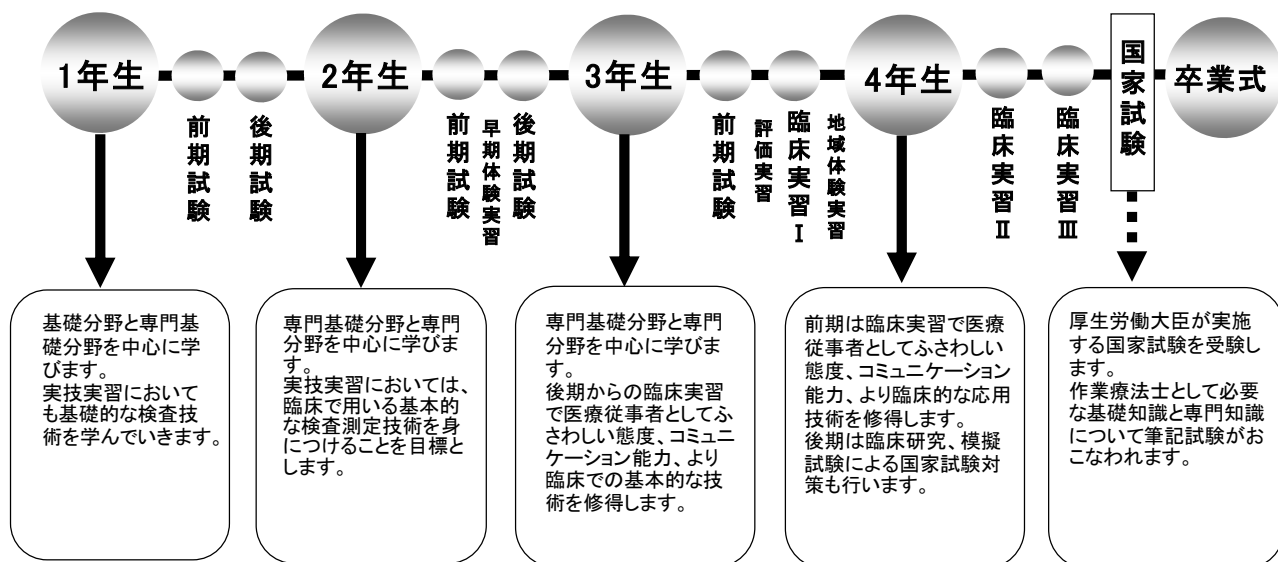 1年生
前期試験
後期試験
2年生
前期試験
早期体験実習
後期試験
3年生
前期試験
評価実習
臨床実習Ⅰ
地域体験実習
4年生
臨床実習Ⅱ
臨床実習Ⅲ
国家試験
卒業式
基礎分野と専門基
礎分野を中心に学
びます。
実技実習において
も基礎的な検査技
術を学んでいきます。
専門基礎分野と専門
分野を中心に学びま
す。
実技実習においては、
臨床で用いる基本的
な検査測定技術を身
につけることを目標と
します。
専門基礎分野と専門
分野を中心に学びま
す。
後期からの臨床実習
で医療従事者としてふ
さわしい態度、コミュニ
ケーション能力、より
臨床での基本的な技
術を修得します。
前期は臨床実習で医療
従事者としてふさわしい
態度、コミュニケーション
能力、より臨床的な応用
技術を修得します。
後期は臨床研究、模擬
試験による国家試験対
策も行います。
厚生労働大臣が実施
する国家試験を受験し
ます。
作業療法士として必要
な基礎知識と専門知識
について筆記試験がお
こなわれます。